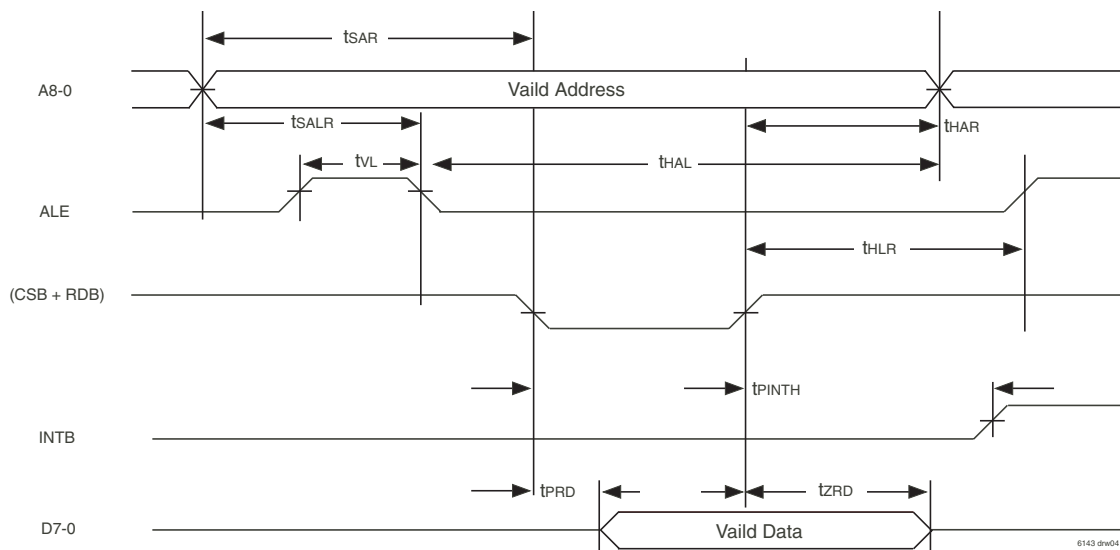 tSAR
A8-0
Vaild Address
tSALR
tHAR
tVL
tHAL
ALE
tHLR
(CSB + RDB)
tPINTH
INTB
tPRD
tZRD
D7-0
Vaild Data
6143 drw04